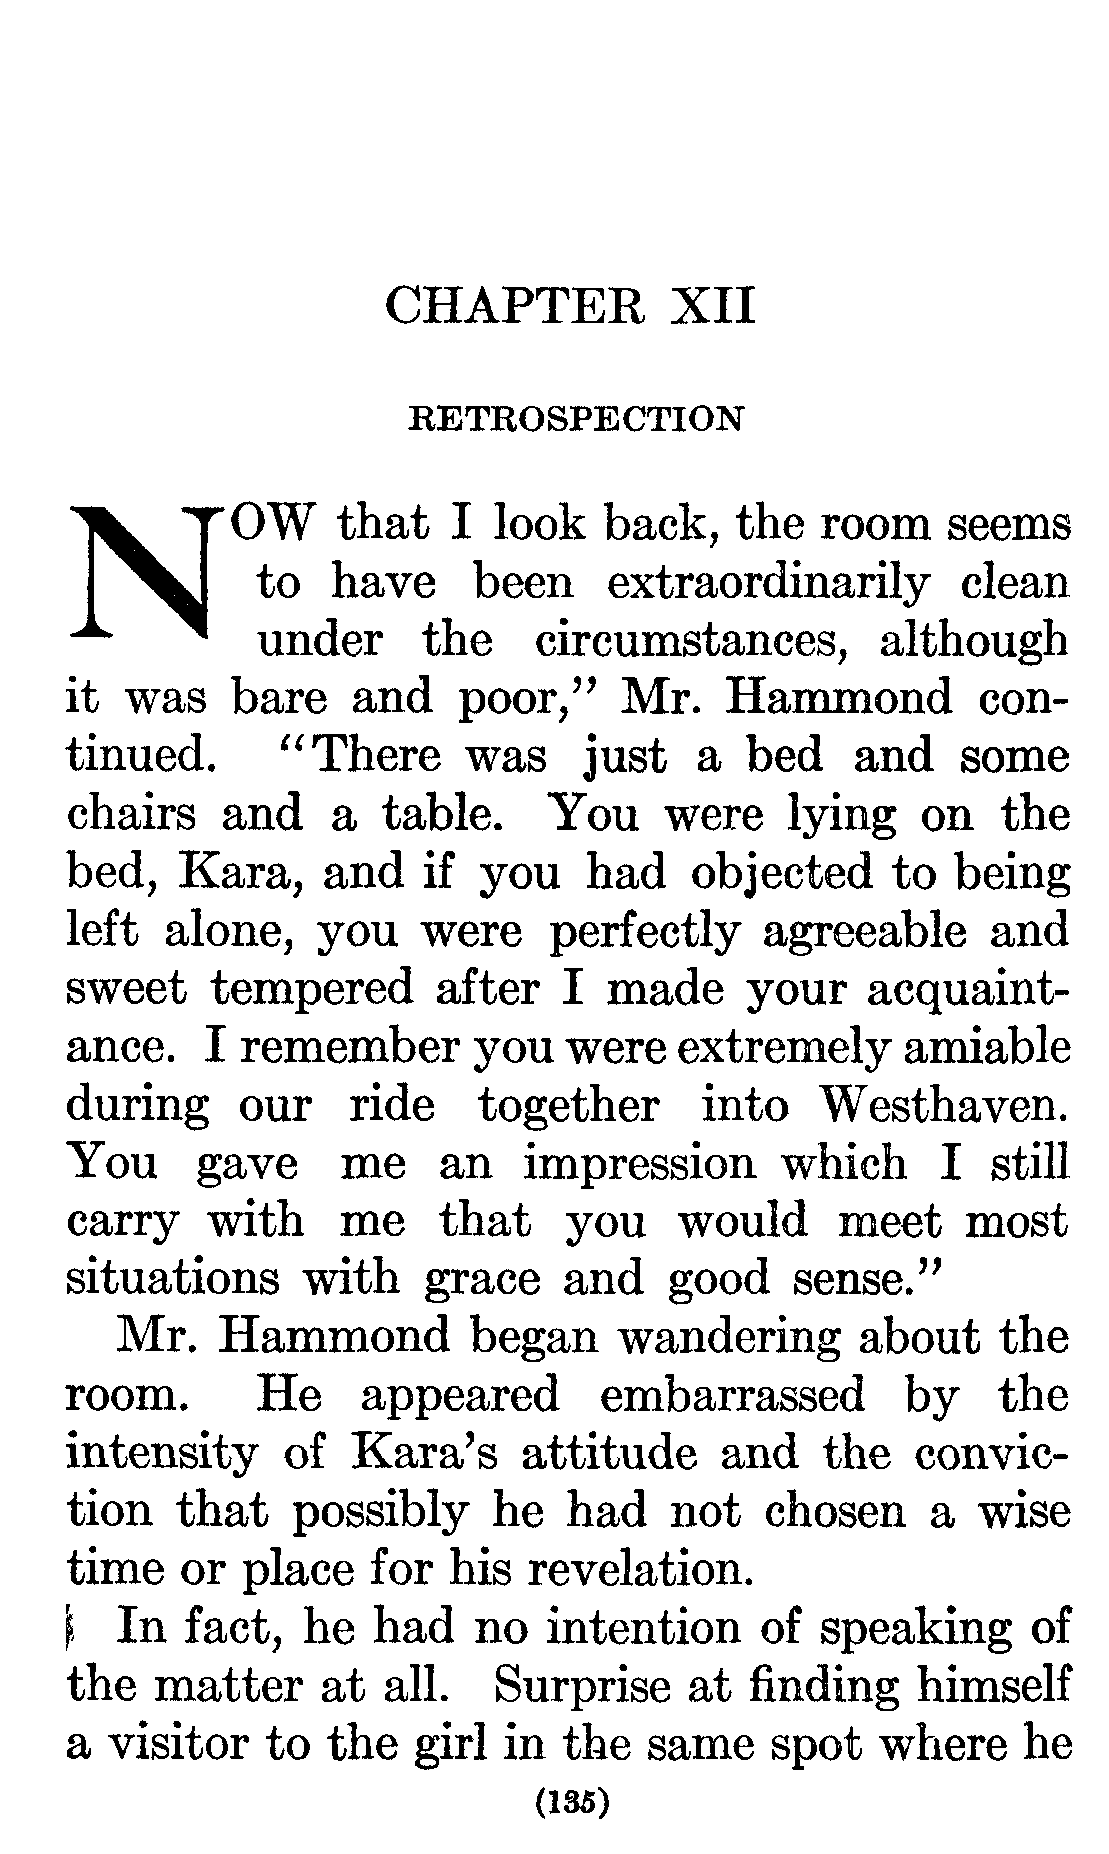 CHAPTER XII
RETROSPECTION
NOW that I look back, the room seems
to have been extraordinarily clean
under the circumstances, although
it was bare and poor,” Mr. Hammond con-
tinued. “There was just a bed and some
chairs and a table. You were lying on the
bed, Kara, and if you had objected to being
left alone, you were perfectly agreeable and
sweet tempered after I made your acquaint-
ance. I remember you were extremely amiable
during our ride together into Westhaven.
You gave me an impression which I still
carry with me that you would meet most
situations with grace and good sense.”
Mr. Hammond began wandering about the
room. He appeared embarrassed by the
intensity of Kara’s attitude and the convic-
tion that possibly he had not chosen a wise
time or place for his revelation.
In fact, he had no intention of speaking of
the matter at all. Surprise at finding himself
a visitor to the girl in the same spot where he
(135)